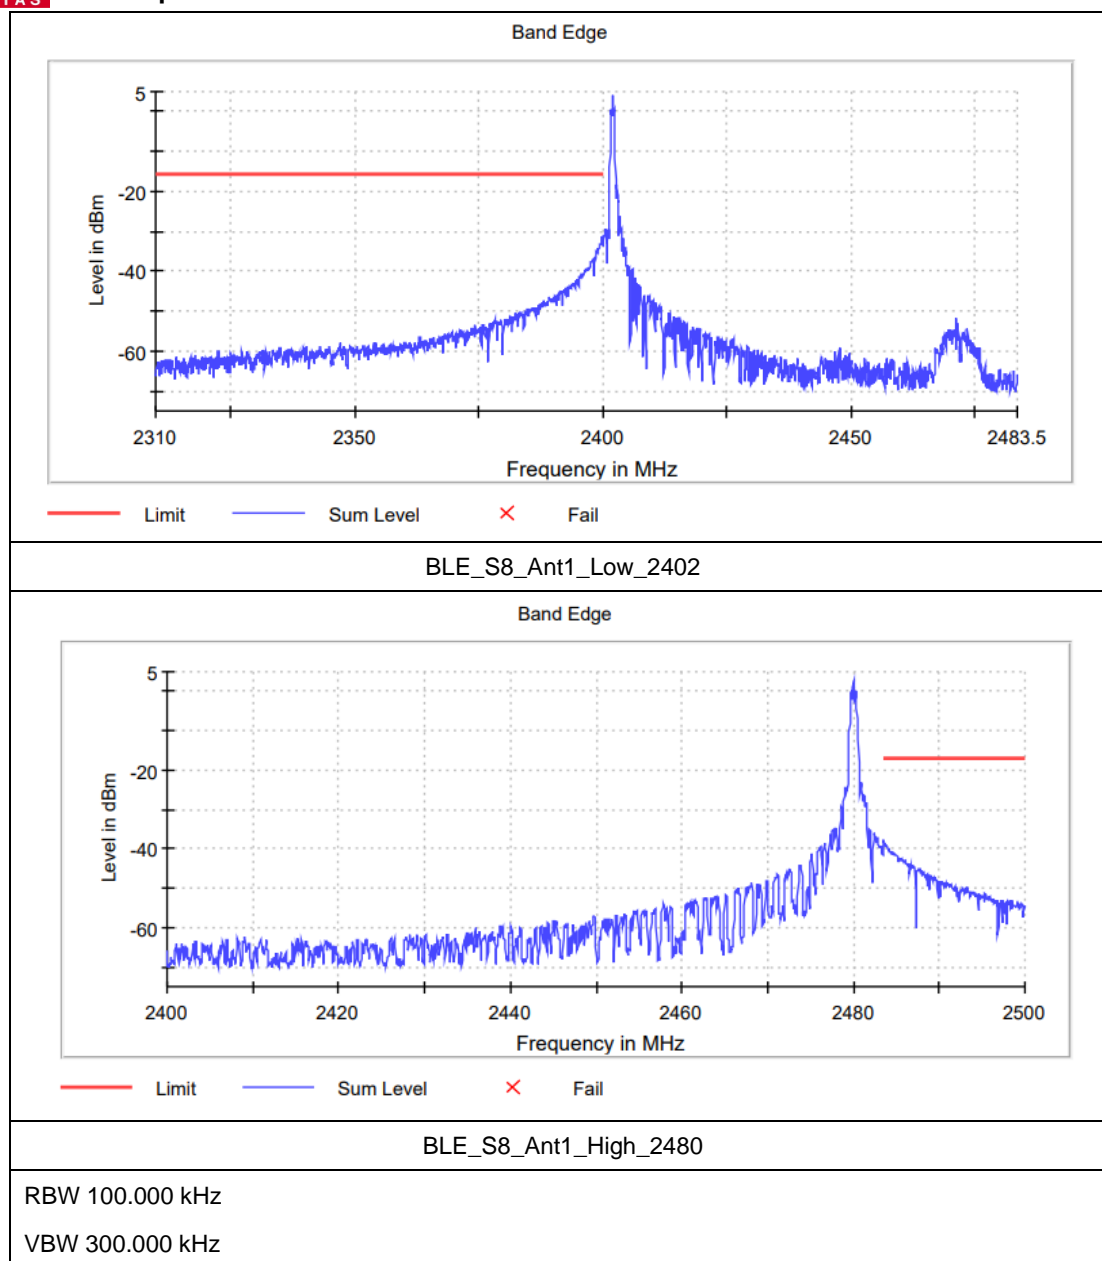 Band Edge
5
-20
-40
-60
Level in dBm
2310 2350 2400 2450 2483.5
Frequency in MHz
Limit Sum Level Fail
BLE_S8_Ant1_Low_2402
Band Edge
5
-20
-40
-60
Level in dBm
2400 2420 2440 2460 2480 2500
Frequency in MHz
Limit Sum Level Fail
BLE_S8_Ant1_High_2480
RBW 100.000 kHz
VBW 300.000 kHz